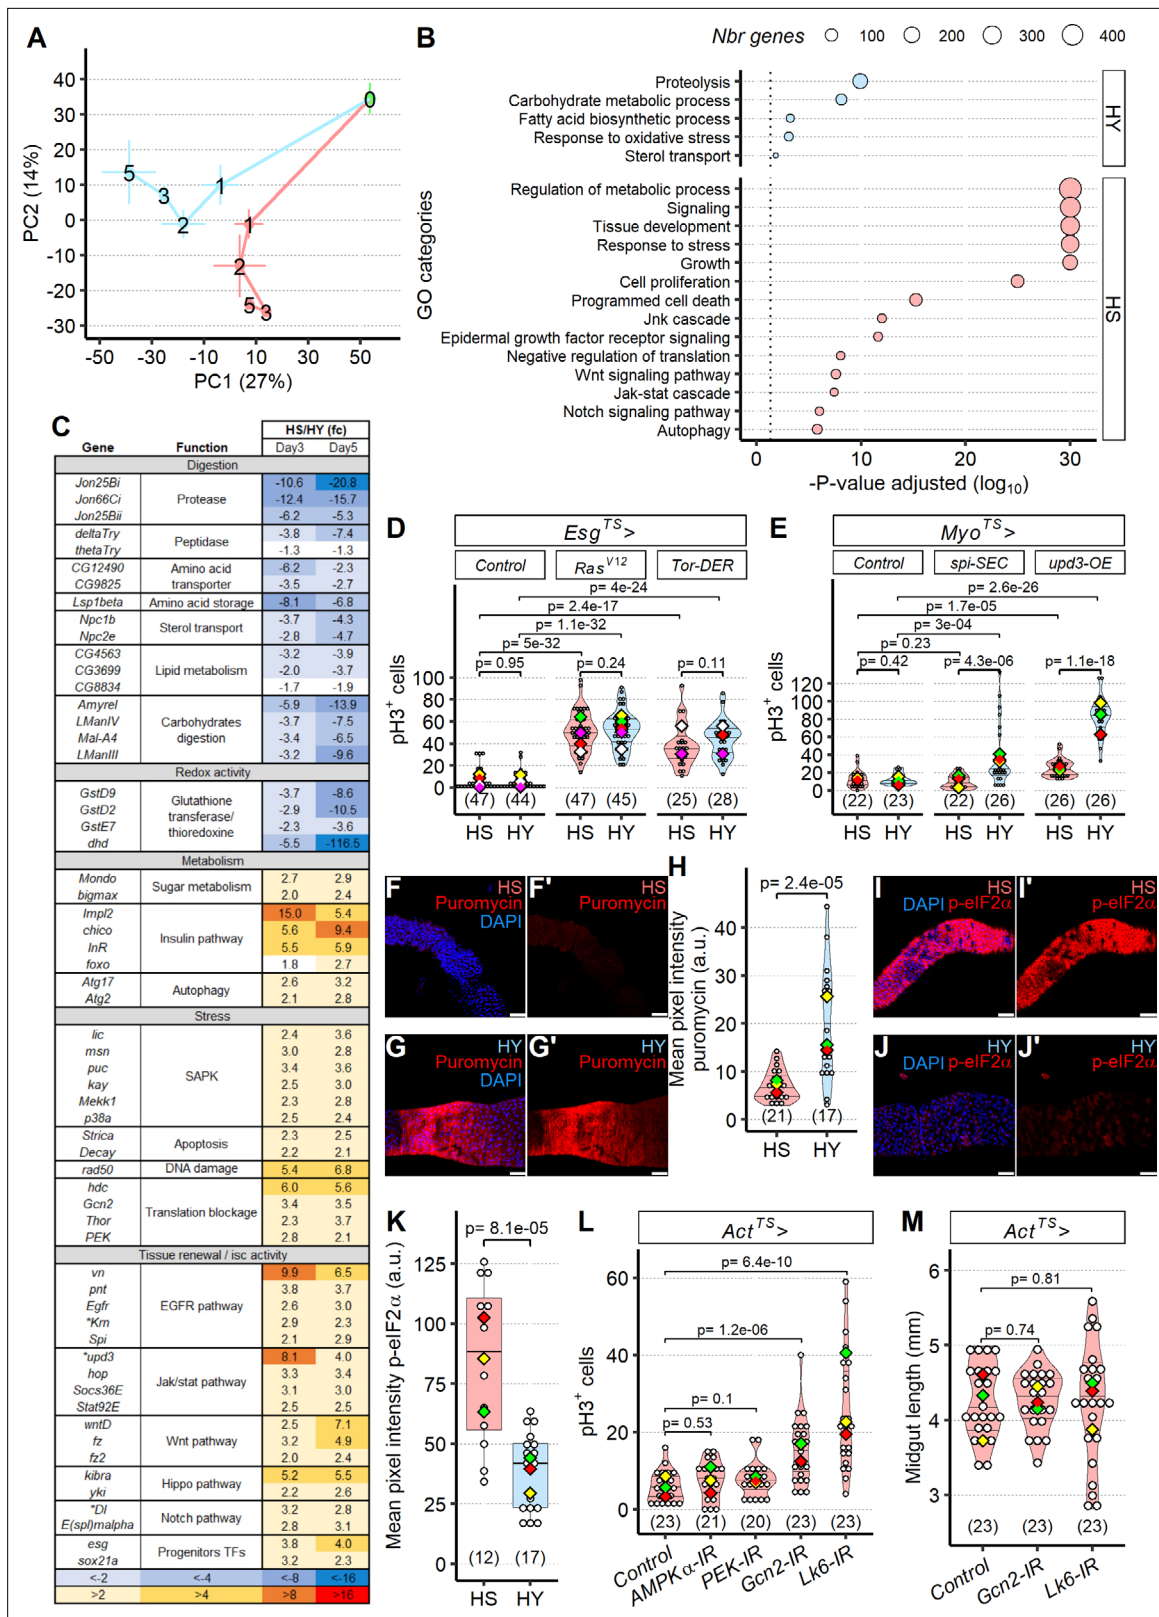 A
PC2 (14%)
40
30
20
10
0
-10
-20
-30
0
1
2
3
5
1
2
5
3
-50
-30
-10
10
30
50
PC1 (27%)
B
Nbr genes
100
200
300
400
GO categories
Proteolysis
Carbohydrate metabolic process
Fatty acid biosynthetic process
Response to oxidative stress
Sterol transport
HY
Regulation of metabolic process
Signaling
Tissue development
Response to stress
Growth
Cell proliferation
Programmed cell death
Jnk cascade
Epidermal growth factor receptor signaling
Negative regulation of translation
Wnt signaling pathway
Jak-stat cascade
Notch signaling pathway
Autophagy
HS
0
10
20
30
-P-value adjusted (log10)
C
HS/HY (fc)
Gene Function Day3 Day5
Digestion
Jon25Bi -10.6 -20.8
Jon66Ci Protease -12.4 -15.7
Jon25Bii -6.2 -5.3
deltaTry Peptidase -3.8 -7.4
thetaTry -1.3 -1.3
CG12490 Amino acid -6.2 -2.3
CG9825 transporter -3.5 -2.7
Lsp1beta Amino acid storage -8.1 -6.8
Npc1b Sterol transport -3.7 -4.3
Npc2e -2.8 -4.7
CG4563 -3.2 -3.9
CG3699 Lipid metabolism -2.0 -3.7
CG8834 -1.7 -1.9
Amyrel -5.9 -13.9
LManIV Carbohydrates -3.7 -7.5
Mal-A4 digestion -3.4 -6.5
LManIII -3.2 -9.6
Redox activity
GstD9 Glutathione -3.7 -8.6
GstD2 transferase/ -2.9 -10.5
GstE7 thioredoxine -2.3 -3.6
dhd -5.5 -116.5
Metabolism
Mondo Sugar metabolism 2.7 2.9
bigmax 2.0 2.4
Impl2 15.0 5.4
chico Insulin pathway 5.6 9.4
InR 5.5 5.9
foxo 1.8 2.7
Atg17 Autophagy 2.6 3.2
Atg2 2.1 2.8
Stress
lic 2.4 3.6
msn 3.0 2.8
puc SAPK 3.4 3.6
kay 2.5 3.0
Mekk1 2.3 2.8
p38a 2.5 2.4
Strica Apoptosis 2.3 2.5
Decay 2.2 2.1
rad50 DNA damage 5.4 6.8
hdc 6.0 5.6
Gcn2 Translation blockage 3.4 3.5
Thor 2.3 3.7
PEK 2.8 2.1
Tissue renewal / isc activity
vn 9.9 6.5
pnt 3.8 3.7
Egfr EGFR pathway 2.6 3.0
*Krn 2.9 2.3
Spi 2.1 2.9
*upd3 8.1 4.0
hop Jak/stat pathway 3.3 3.4
Socs36E 3.1 3.0
Stat92E 2.5 2.5
wntD 2.5 7.1
fz Wnt pathway 3.2 4.9
fz2 2.0 2.4
kibra Hippo pathway 5.2 5.5
yki 2.2 2.6
*Dl Notch pathway 3.2 2.8
E(spl)malpha 2.8 3.1
esg Progenitors TFs 3.8 4.0
sox21a 3.2 2.3
<-2 <-4 <-8 <-16
>2 >4 >8 >16
D
Esg TS >
Control Ras V12 Tor-DER
p= 4e-24
p= 2.4e-17
p= 1.1e-32
p= 5e-32
p= 0.95 p= 0.24 p= 0.11
pH3+ cells
100
80
60
40
20
0
(47) (44) (47) (45) (25) (28)
HS HY HS HY HS HY
E
Myo TS >
Control spi-SEC upd3-OE
p= 2.6e-26
p= 1.7e-05
p= 3e-04
p= 0.23
p= 0.42 p= 4.3e-06 p= 1.1e-18
pH3+ cells
120
100
80
60
40
20
0
(22) (23) (22) (26) (26) (26)
HS HY HS HY HS HY
F HS
Puromycin
DAPI
F' HS
Puromycin
G HY
Puromycin
DAPI
G' HY
Puromycin
H
p= 2.4e-05
Mean pixel intensity
puromycin (a.u.)
40
30
20
10
0
(21) (17)
HS HY
I HS
DAPI p-eIF2α
I' HS
p-eIF2α
J HY
DAPI p-eIF2α
J' HY
p-eIF2α
K
p= 8.1e-05
Mean pixel intensity p-eIF2α (a.u.)
125
100
75
50
25
0
(12) (17)
HS HY
L
Act TS >
p= 6.4e-10
p= 1.2e-06
p= 0.1
p= 0.53
pH3+ cells
60
40
20
0
(23) (21) (20) (23) (23)
Control AMPKα-IR PEK-IR Gcn2-IR Lk6-IR
M
Act TS >
p= 0.81
p= 0.74
Midgut length (mm)
6
5
4
3
(23) (23) (23)
Control Gcn2-IR Lk6-IR